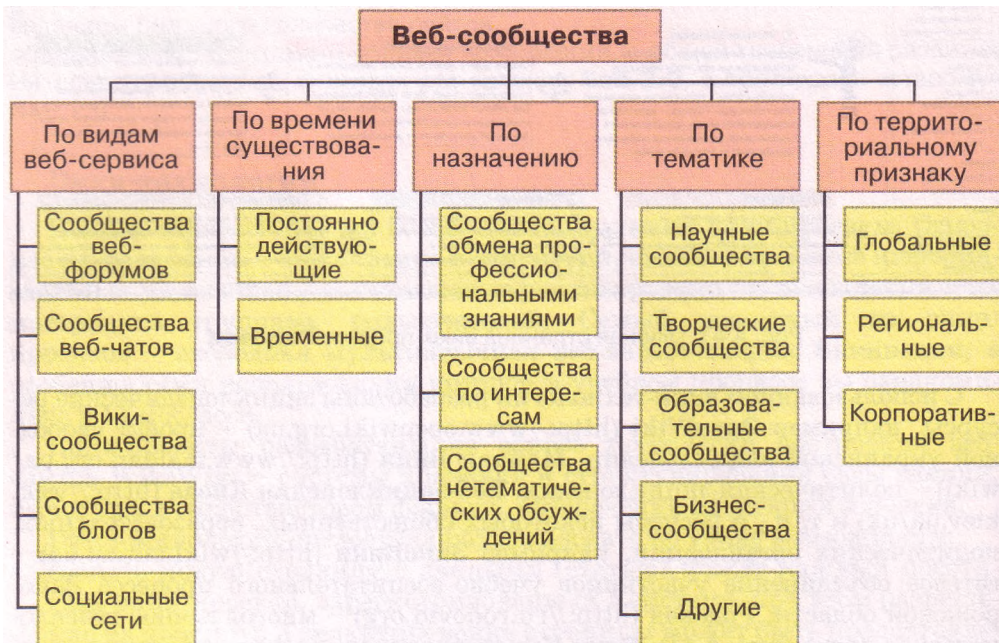 Веб-сообщества
По видам
веб-сервиса
Сообщества
веб-
форумов
Сообщества
веб-чатов
Вики-
сообщества
Сообщества
блогов
Социальные
сети
По времени
существова-
ния
Постоянно
действую-
щие
Временные
По
назначению
Сообщества
обмена про-
фессио-
нальными
знаниями
Сообщества
по интере-
сам
Сообщества
нетематиче-
ских обсуж-
дений
По
тематике
Научные
сообщества
Творческие
сообщества
Образова-
тельные
сообщества
Бизнес-
сообщества
Другие
По террито-
риальному
признаку
Глобальные
Региональ-
ные
Корпоратив-
ные